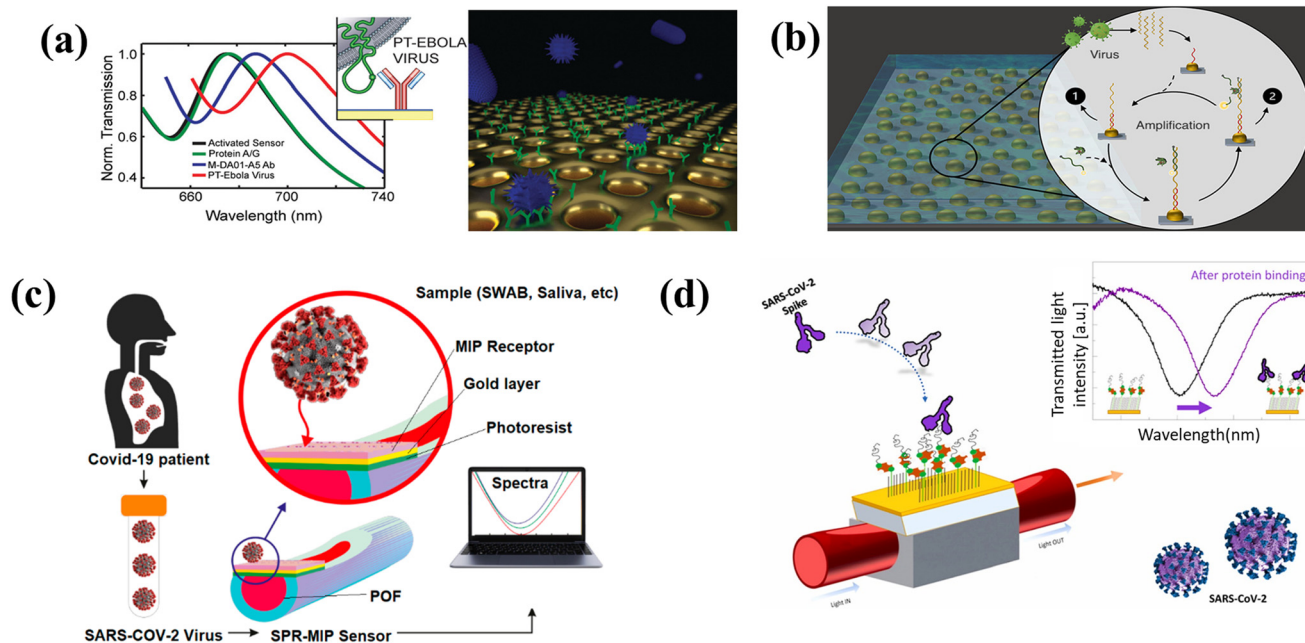 (a)
Norm. Transmission
1.0
0.8
0.6
0.4
Activated Sensor
Protein A/G
M-DA01-A5 Ab
PT-Ebola Virus
660
680
700
720
740
Wavelength (nm)
PT-EBOLA
VIRUS
(b)
Virus
1
2
Amplification
(c)
Covid-19 patient
SARS-COV-2 Virus
Sample (SWAB, Saliva, etc)
MIP Receptor
Gold layer
Photoresist
POF
SPR-MIP Sensor
Spectra
(d)
SARS-CoV-2
Spike
Light IN
Light OUT
After protein binding
Transmitted light
intensity [a.u.]
Wavelength(nm)
SARS-CoV-2